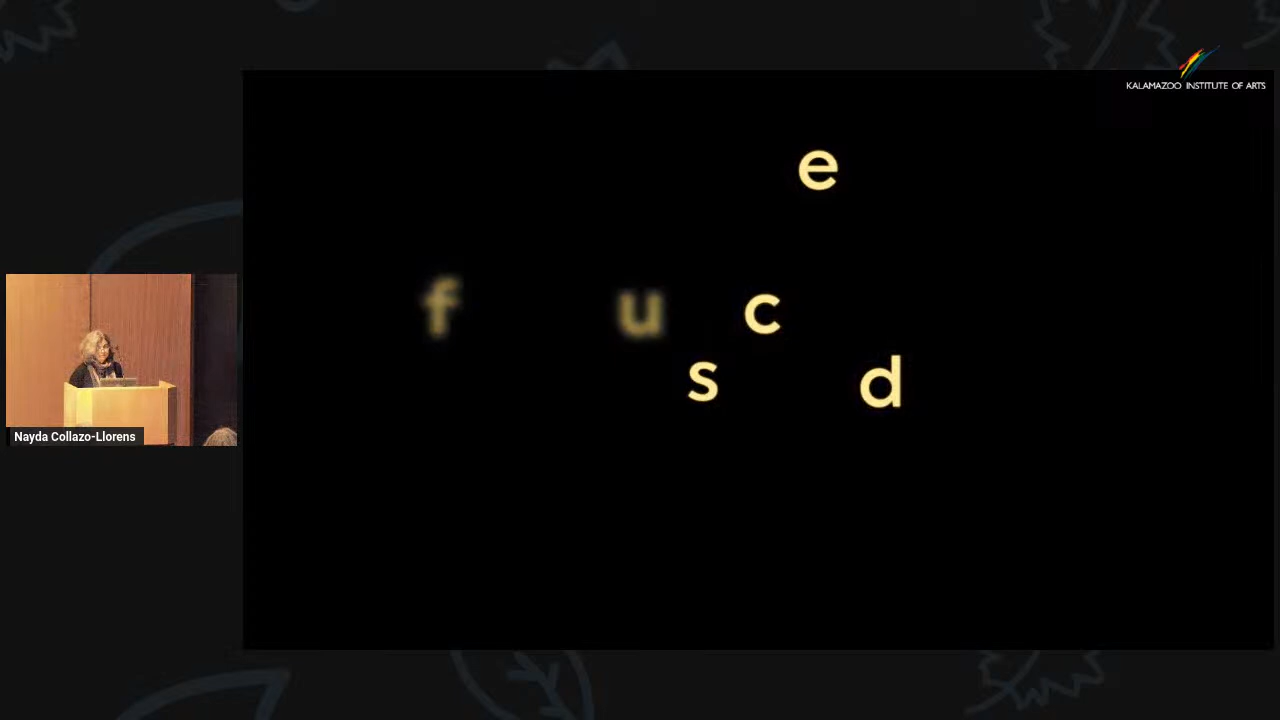 KALAMAZOO INSTITUTE OF ARTS
e
f u c
s d
Nayda Collazo-Llorens